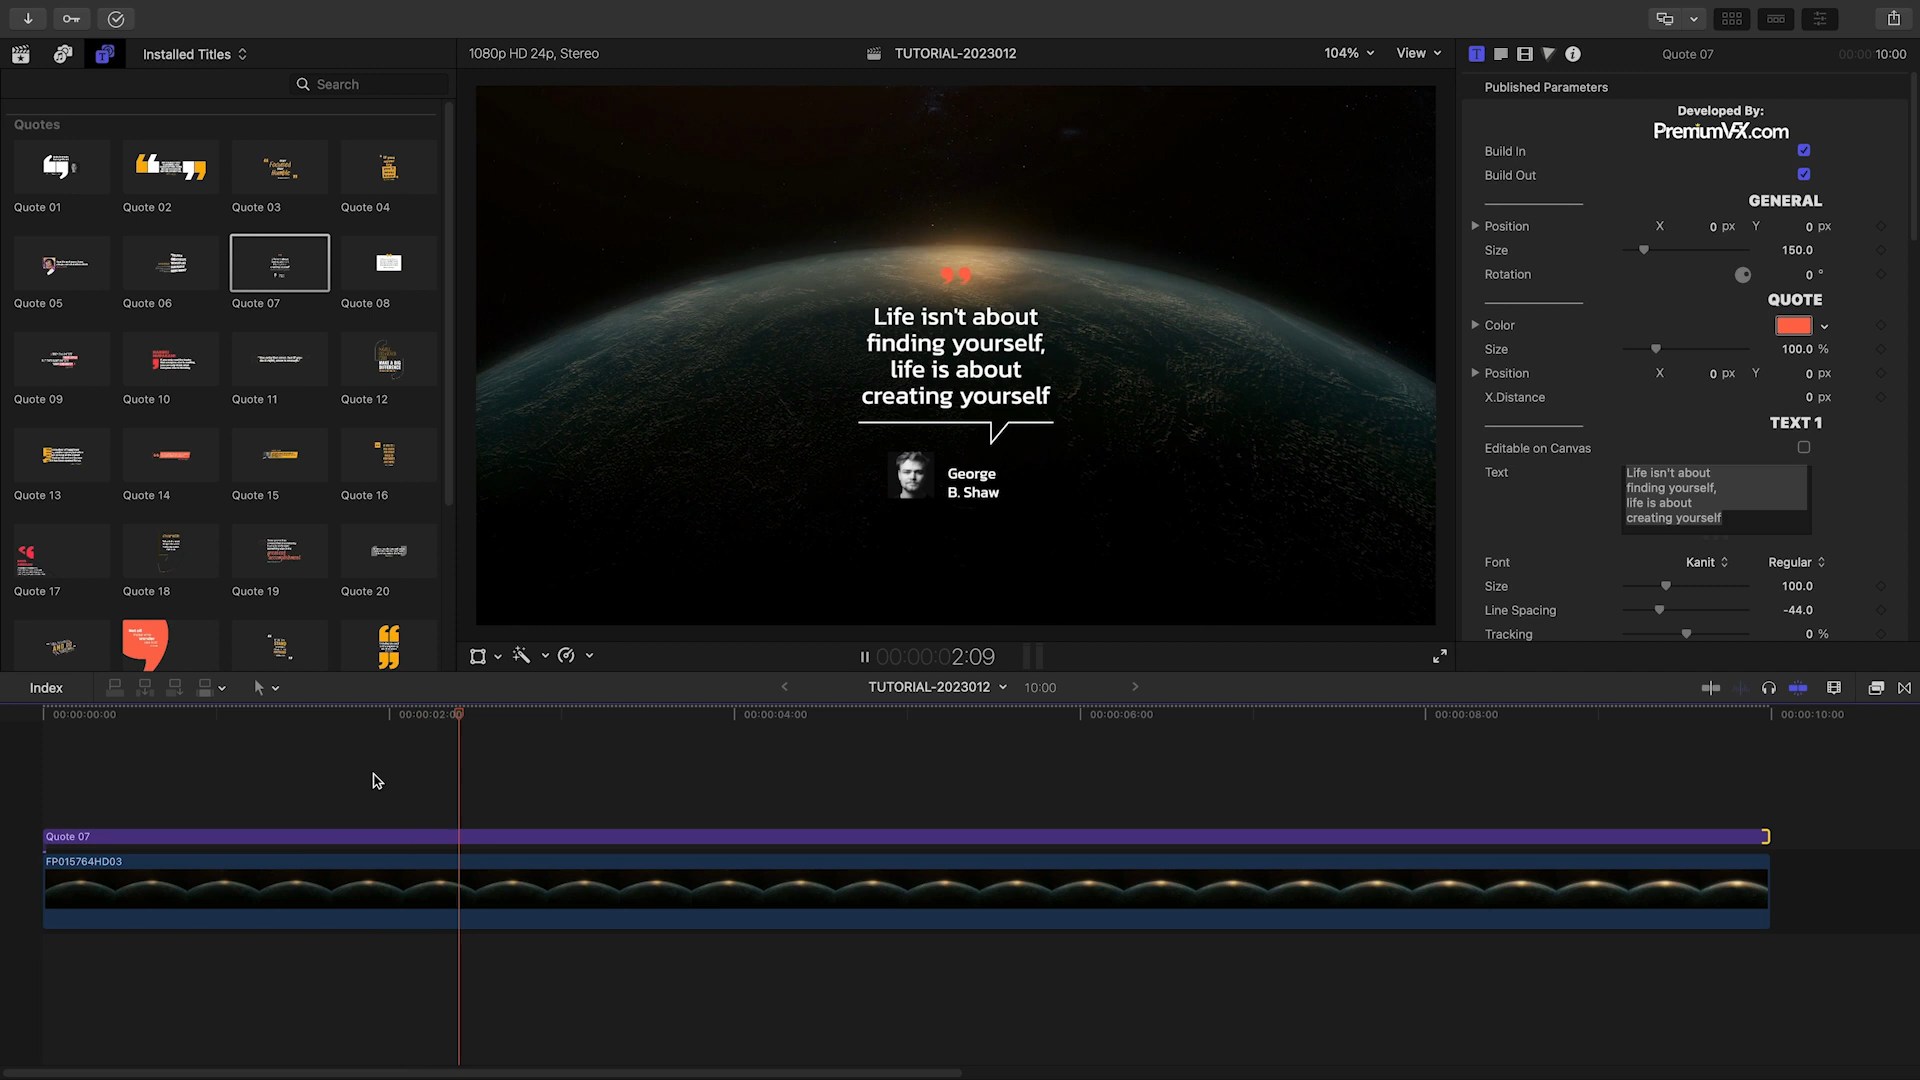 Installed Titles
1080p HD 24p, Stereo
TUTORIAL-2023012
104%
View
Quote 07
00:00:10:00
Search
Published Parameters
Quotes
Developed By:
PremiumVFX.com
Build In
Build Out
GENERAL
Quote 01
Quote 02
Quote 03
Quote 04
Position X 0 px Y 0 px
Size 150.0
Rotation 0 °
QUOTE
Quote 05
Quote 06
Quote 07
Quote 08
Color
Size 100.0 %
Position X 0 px Y 0 px
X.Distance 0 px
Quote 09
Quote 10
Quote 11
Quote 12
TEXT 1
Editable on Canvas
Text
Life isn't about
finding yourself,
life is about
creating yourself
Quote 13
Quote 14
Quote 15
Quote 16
Font Kanit Regular
Size 100.0
Line Spacing -44.0
Tracking 0 %
Quote 17
Quote 18
Quote 19
Quote 20
Life isn't about
finding yourself,
life is about
creating yourself
George
B. Shaw
00:00:02:09
Index
TUTORIAL-2023012
10:00
00:00:00:00
00:00:02:00
00:00:04:00
00:00:06:00
00:00:08:00
00:00:10:00
Quote 07
FP015764HD03